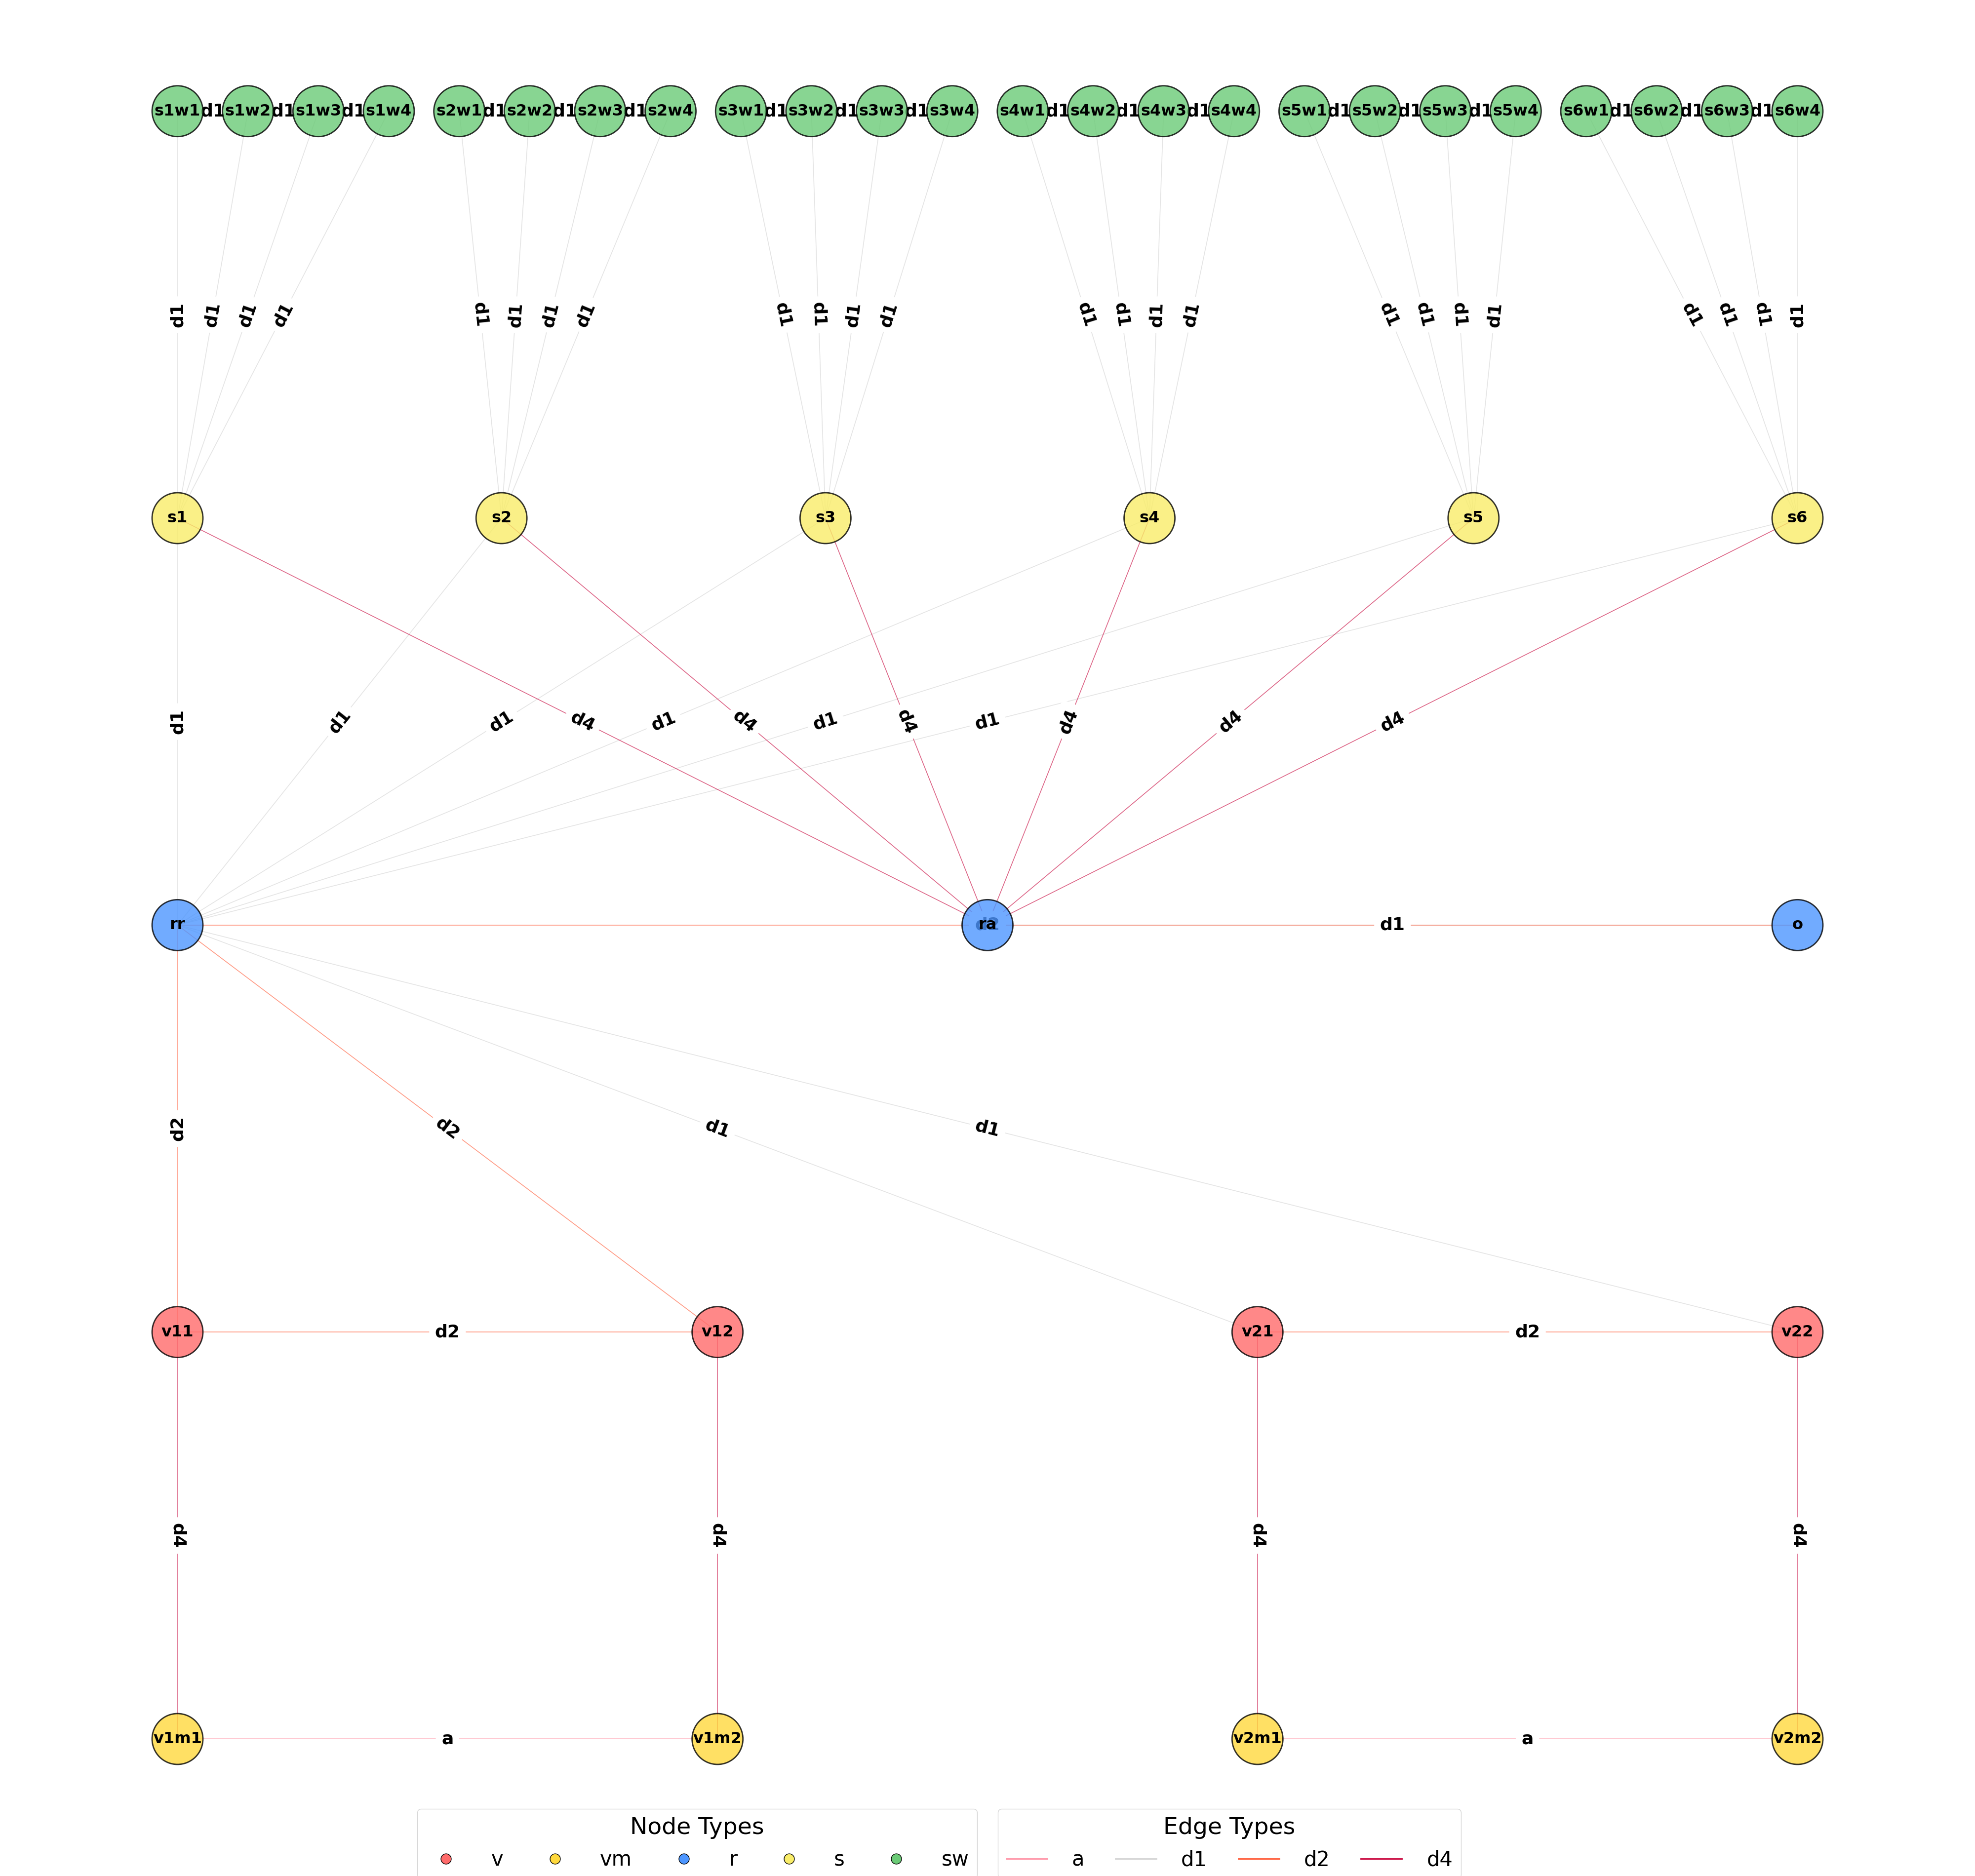 s1w1 d1 s1w2 d1 s1w3 d1 s1w4 s2w1 d1 s2w2 d1 s2w3 d1 s2w4 s3w1 d1 s3w2 d1 s3w3 d1 s3w4 s4w1 d1 s4w2 d1 s4w3 d1 s4w4 s5w1 d1 s5w2 d1 s5w3 d1 s5w4 s6w1 d1 s6w2 d1 s6w3 d1 s6w4
d1 d1 d1 d1 d1 d1 d1 d1 d1 d1 d1 d1 d1 d1 d1 d1 d1 d1 d1 d1 d1 d1 d1 d1
s1 s2 s3 s4 s5 s6
d1 d1 d1 d4 d1 d4 d1 d4 d1 d4 d4 d4
rr ra d1 o
d2 d2 d1 d1
v11 d2 v12 v21 d2 v22
d4 d4 d4 d4
v1m1 a v1m2 v2m1 a v2m2
Node Types
v vm r s sw
Edge Types
a d1 d2 d4